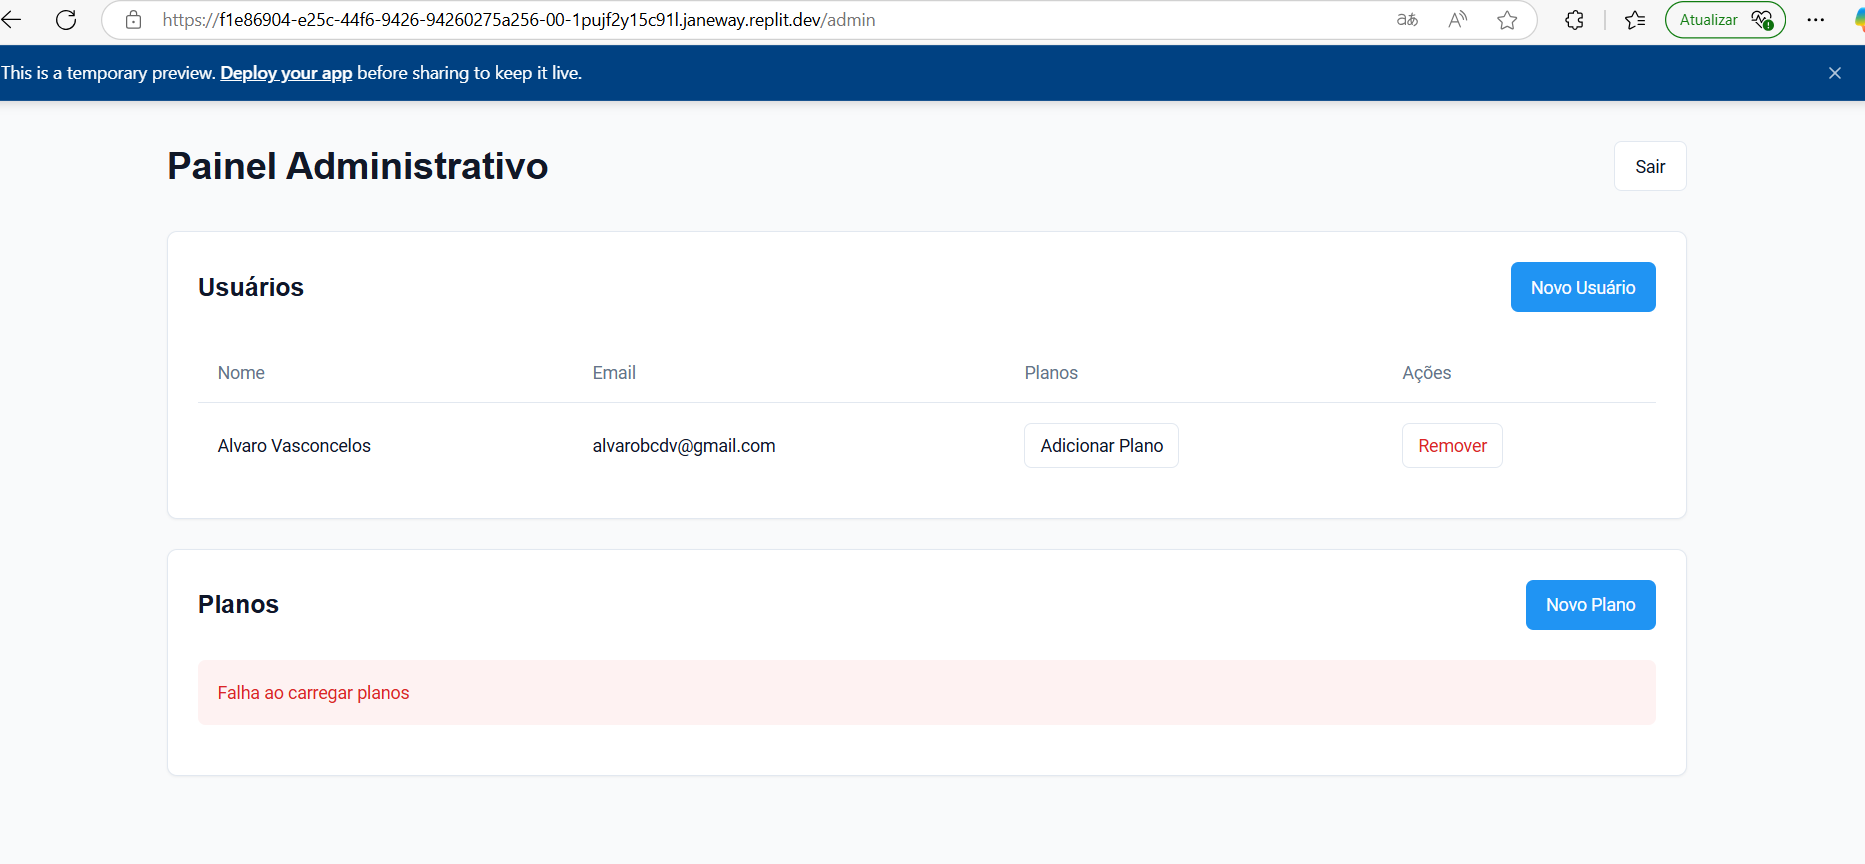 https://f1e86904-e25c-44f6-9426-94260275a256-00-1pujf2y15c91l.janeway.replit.dev/admin
aあ
A
Atualizar
This is a temporary preview. Deploy your app before sharing to keep it live.
Painel Administrativo
Sair
Usuários
Novo Usuário
Nome Email Planos Ações
Alvaro Vasconcelos alvarobcdv@gmail.com Adicionar Plano Remover
Planos
Novo Plano
Falha ao carregar planos